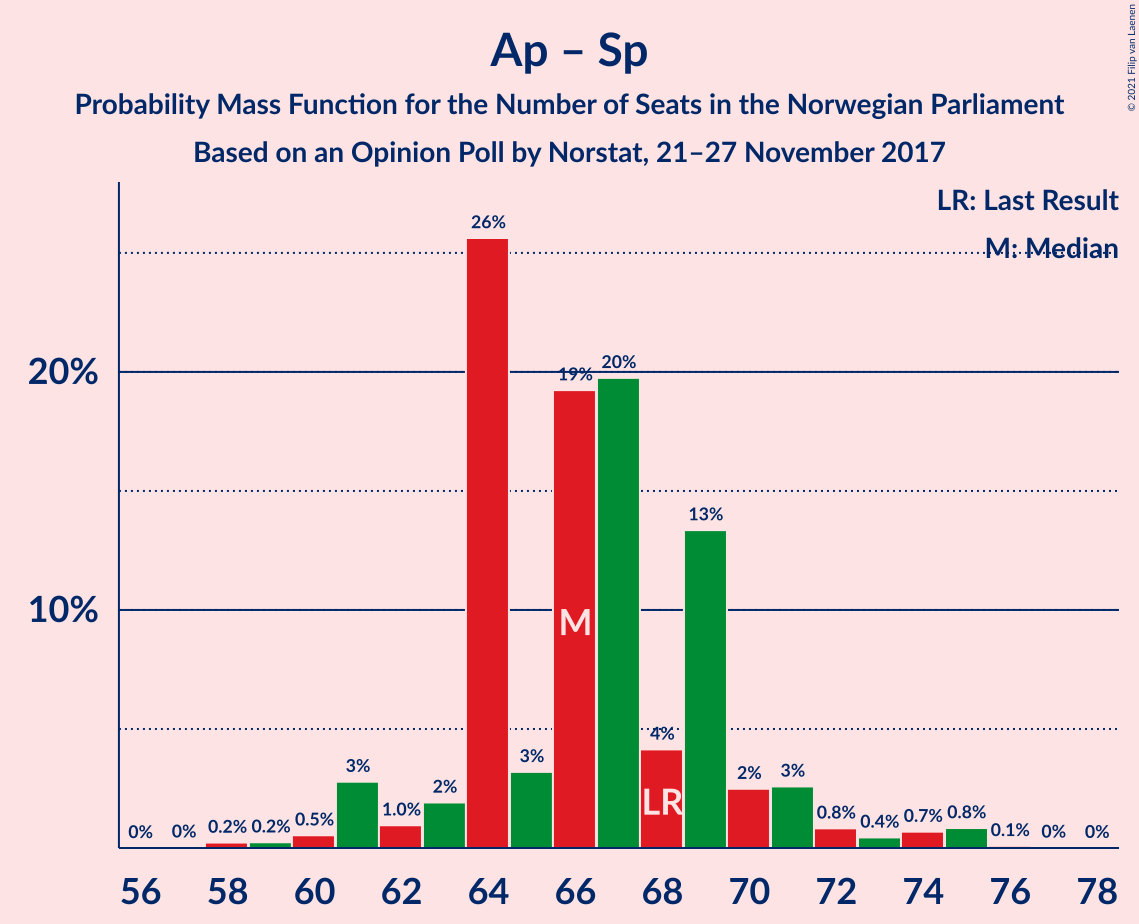 Ap – Sp
Probability Mass Function for the Number of Seats in the Norwegian Parliament
Based on an Opinion Poll by Norstat, 21–27 November 2017
© 2021 Filip van Laenen
LR: Last Result
M: Median
20%
10%
0% 0% 0.2% 0.2% 0.5% 3% 1.0% 2% 26% 3% 19% 20% 4% 13% 2% 3% 0.8% 0.4% 0.7% 0.8% 0.1% 0% 0%
M
LR
56 58 60 62 64 66 68 70 72 74 76 78